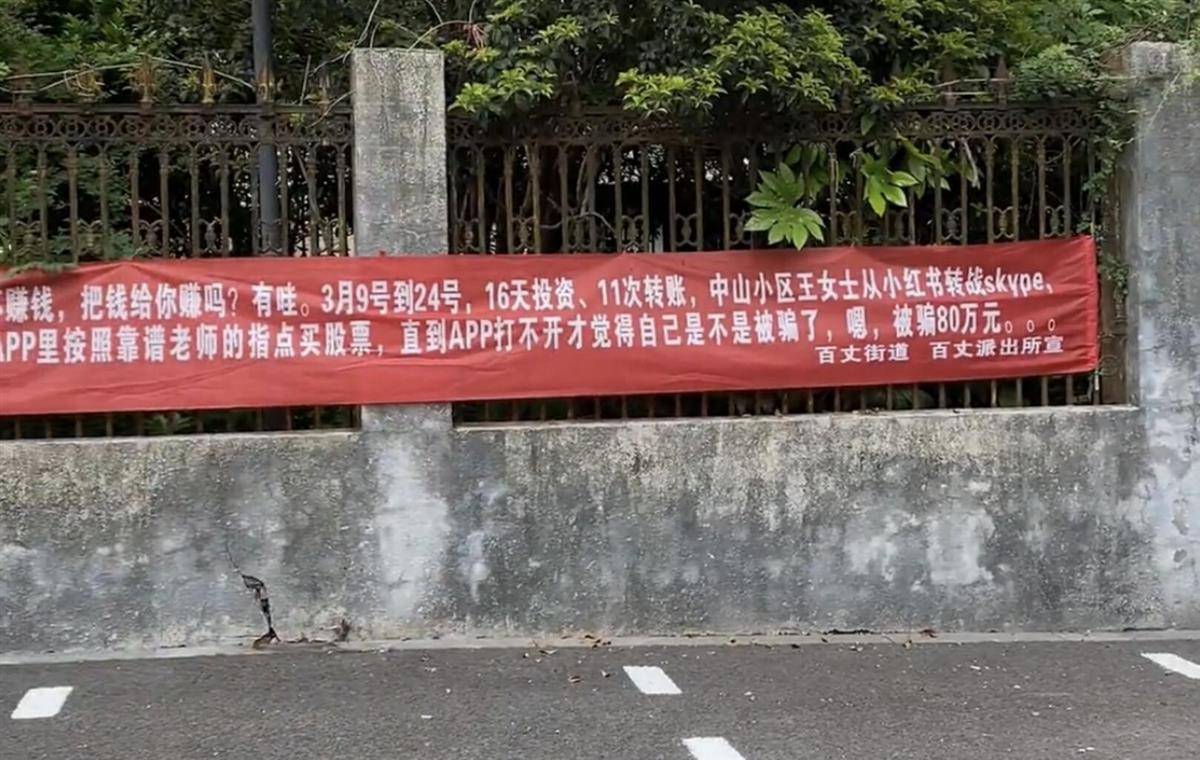 赚钱，把钱给你赚吗？有哇。3月9号到24号，16天投资、11次转账，中山小区王女士从小红书转战skype、
APP里按照靠谱老师的指点买股票，直到APP打不开才觉得自己是不是被骗了，嗯，被骗80万元。。。
百丈街道 百丈派出所宣